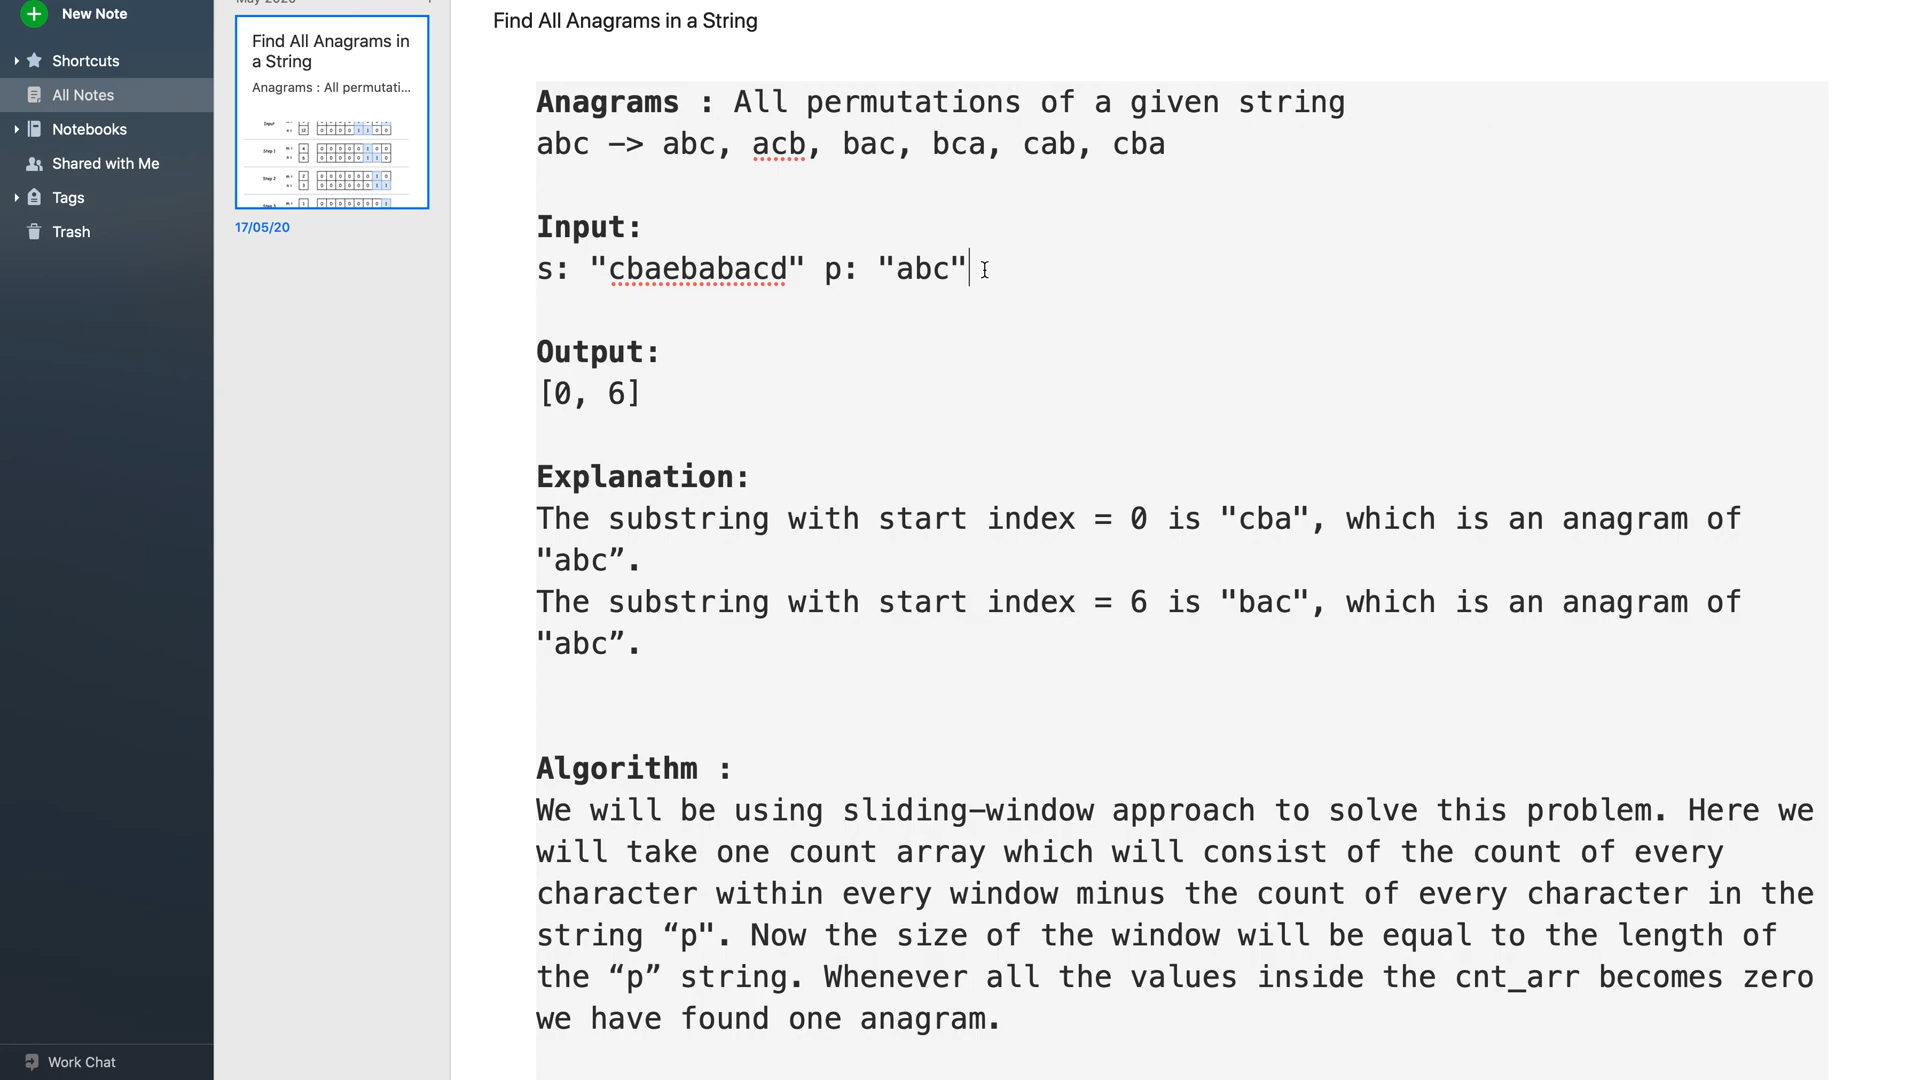 New Note
Shortcuts
All Notes
Notebooks
Shared with Me
Tags
Trash
Work Chat
Find All Anagrams in
a String
Anagrams : All permutati...
Input
Step 1
Step 2
17/05/20
Find All Anagrams in a String
Anagrams : All permutations of a given string
abc -> abc, acb, bac, bca, cab, cba
Input:
s: "cbaebabacd" p: "abc"
Output:
[0, 6]
Explanation:
The substring with start index = 0 is "cba", which is an anagram of
"abc”.
The substring with start index = 6 is "bac", which is an anagram of
"abc”.
Algorithm :
We will be using sliding-window approach to solve this problem. Here we
will take one count array which will consist of the count of every
character within every window minus the count of every character in the
string “p". Now the size of the window will be equal to the length of
the “p” string. Whenever all the values inside the cnt_arr becomes zero
we have found one anagram.